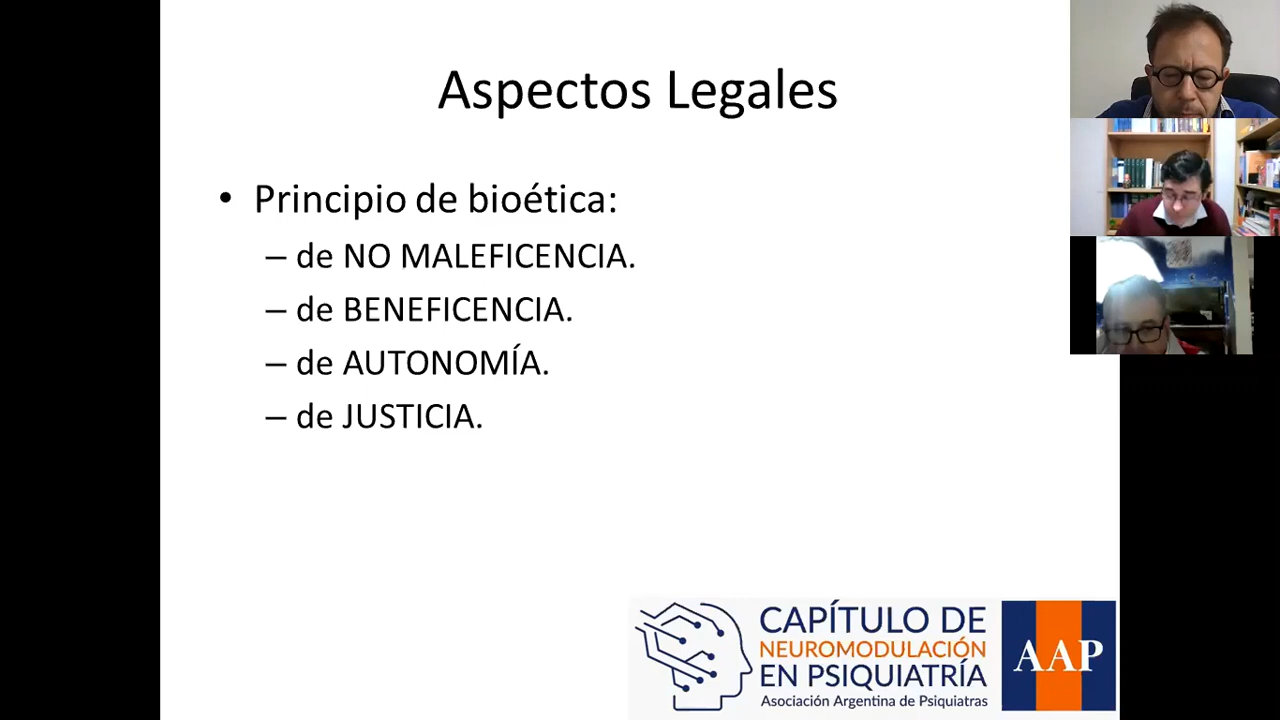 Aspectos Legales
• Principio de bioética:
– de NO MALEFICENCIA.
– de BENEFICENCIA.
– de AUTONOMÍA.
– de JUSTICIA.
CAPÍTULO DE
NEUROMODULACIÓN
EN PSIQUIATRÍA
Asociación Argentina de Psiquiatras
AAP